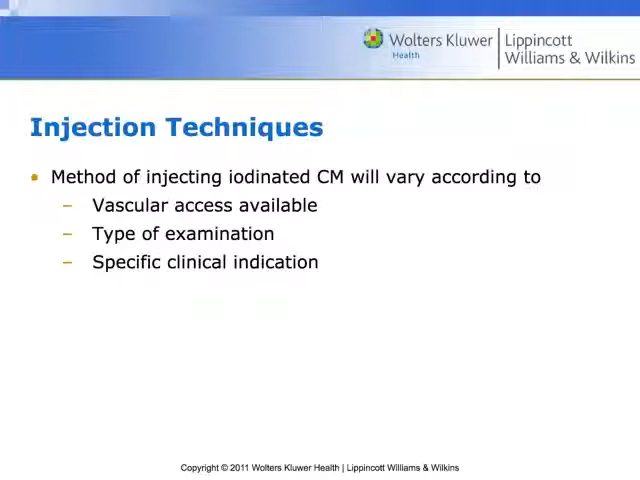 Wolters Kluwer
Health
Lippincott
Williams & Wilkins
Injection Techniques
• Method of injecting iodinated CM will vary according to
– Vascular access available
– Type of examination
– Specific clinical indication
Copyright © 2011 Wolters Kluwer Health | Lippincott Williams & Wilkins